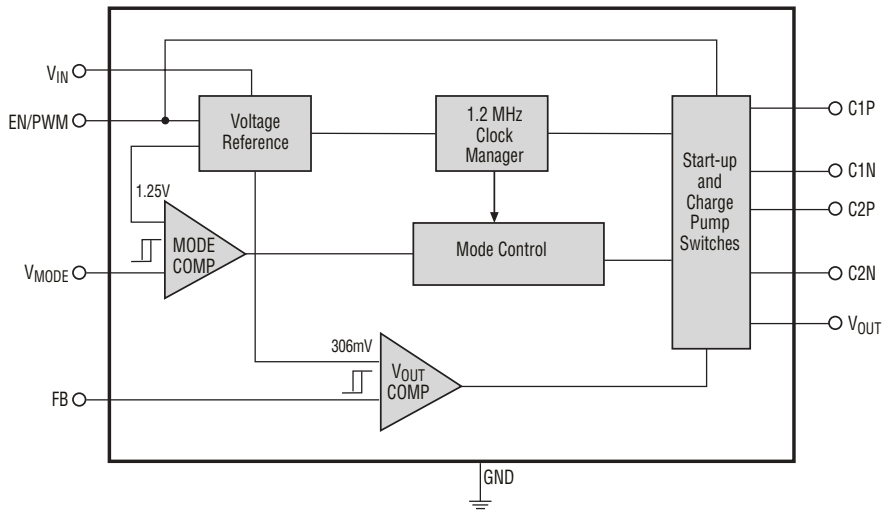 V_IN
EN/PWM
V_MODE
FB
Voltage
Reference
1.2 MHz
Clock
Manager
Start-up
and
Charge
Pump
Switches
1.25V
MODE
COMP
Mode Control
306mV
V_OUT
COMP
C1P
C1N
C2P
C2N
V_OUT
GND